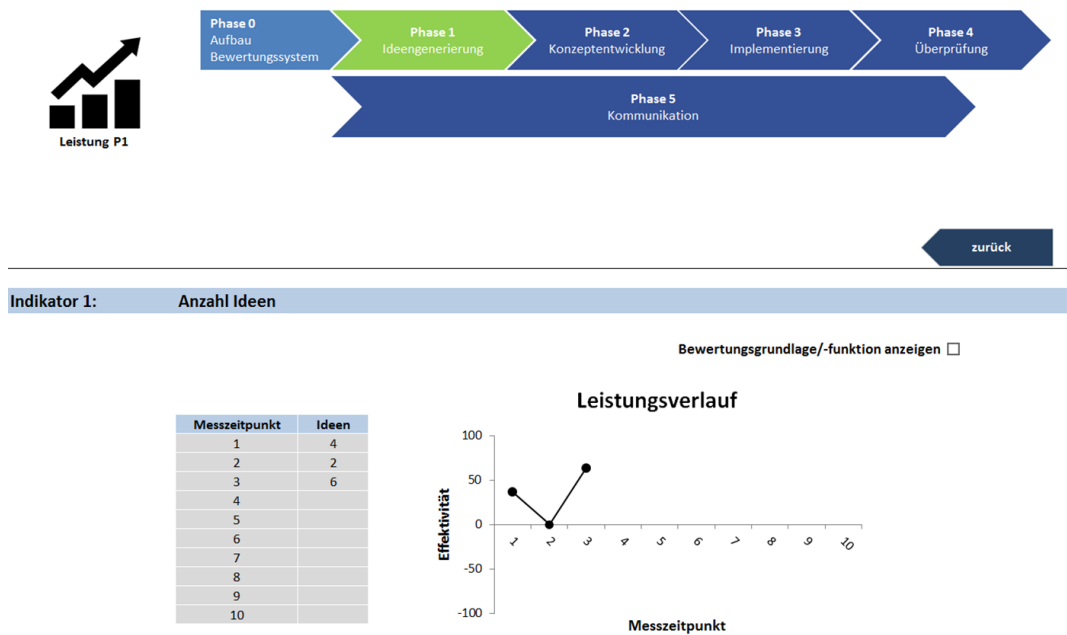 Phase 0
Aufbau
Bewertungssystem
Phase 1
Ideengenerierung
Phase 2
Konzeptentwicklung
Phase 3
Implementierung
Phase 4
Überprüfung
Phase 5
Kommunikation
Leistung P1
zurück
Indikator 1: Anzahl Ideen
Bewertungsgrundlage/-funktion anzeigen
Messzeitpunkt Ideen
1 4
2 2
3 6
4
5
6
7
8
9
10
Leistungsverlauf
Effektivität
100
50
0
-50
-100
1 2 3 4 5 6 7 8 9 10
Messzeitpunkt